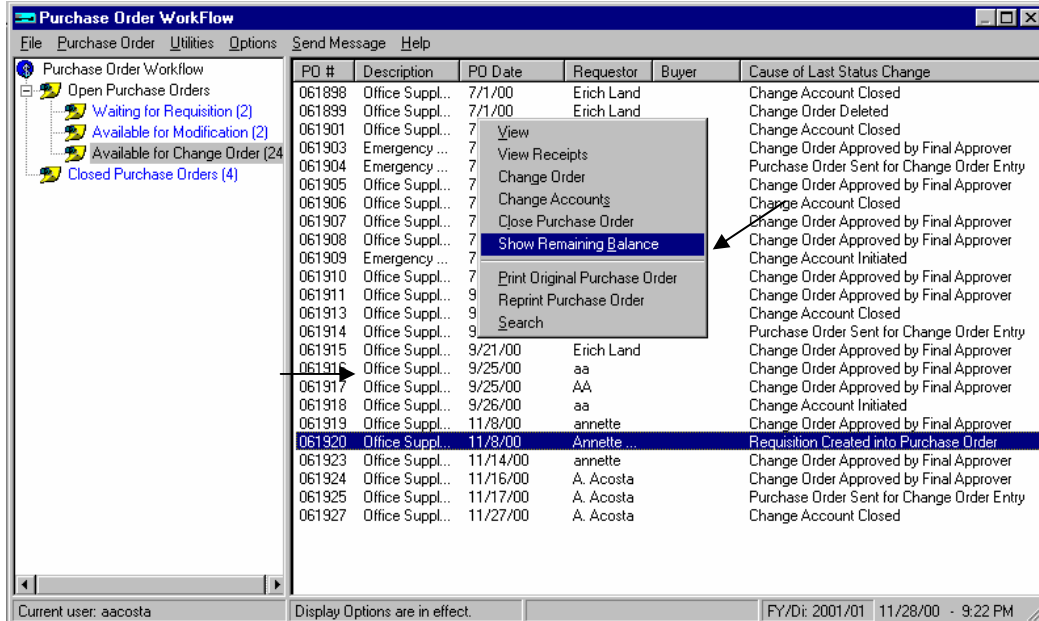 Purchase Order WorkFlow
File Purchase Order Utilities Options Send Message Help
Purchase Order Workflow
Open Purchase Orders
Waiting for Requisition (2)
Available for Modification (2)
Available for Change Order (24
Closed Purchase Orders (4)
PO # Description PO Date Requestor Buyer Cause of Last Status Change
061898 Office Suppl... 7/1/00 Erich Land Change Account Closed
061899 Office Suppl... 7/1/00 Erich Land Change Order Deleted
061901 Office Suppl... 7 Change Account Closed
061903 Emergency ... 7 Change Order Approved by Final Approver
061904 Emergency ... 7 Purchase Order Sent for Change Order Entry
061905 Office Suppl... 7 Change Order Approved by Final Approver
061906 Office Suppl... 7 Change Account Closed
061907 Office Suppl... 7 Change Order Approved by Final Approver
061908 Office Suppl... 7 Change Order Approved by Final Approver
061909 Emergency ... 7 Change Account Initiated
061910 Office Suppl... 7 Change Order Approved by Final Approver
061911 Office Suppl... 9 Change Order Approved by Final Approver
061913 Office Suppl... 9 Change Account Closed
061914 Office Suppl... 9 Purchase Order Sent for Change Order Entry
061915 Office Suppl... 9/21/00 Erich Land Change Order Approved by Final Approver
061916 Office Suppl... 9/25/00 aa Change Order Approved by Final Approver
061917 Office Suppl... 9/25/00 AA Change Order Approved by Final Approver
061918 Office Suppl... 9/26/00 aa Change Account Initiated
061919 Office Suppl... 11/8/00 annette Change Order Approved by Final Approver
061920 Office Suppl... 11/8/00 Annette ... Requisition Created into Purchase Order
061923 Office Suppl... 11/14/00 annette Change Order Approved by Final Approver
061924 Office Suppl... 11/16/00 A. Acosta Change Order Approved by Final Approver
061925 Office Suppl... 11/17/00 A. Acosta Purchase Order Sent for Change Order Entry
061927 Office Suppl... 11/27/00 A. Acosta Change Account Closed
View
View Receipts
Change Order
Change Accounts
Close Purchase Order
Show Remaining Balance
Print Original Purchase Order
Reprint Purchase Order
Search
Current user: aacosta Display Options are in effect. FY/Di: 2001/01 11/28/00 - 9:22 PM